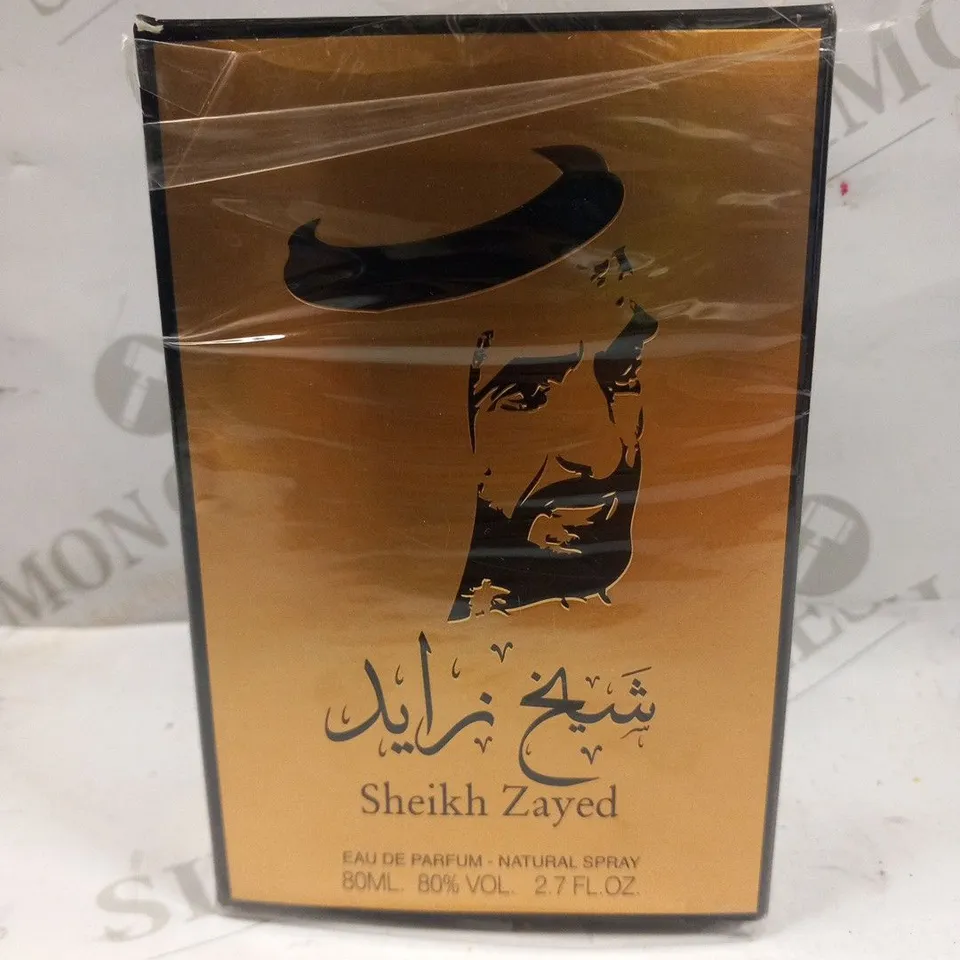 شيخ زايد
Sheikh Zayed
EAU DE PARFUM - NATURAL SPRAY
80ML. 80% VOL. 2.7 FL.OZ.